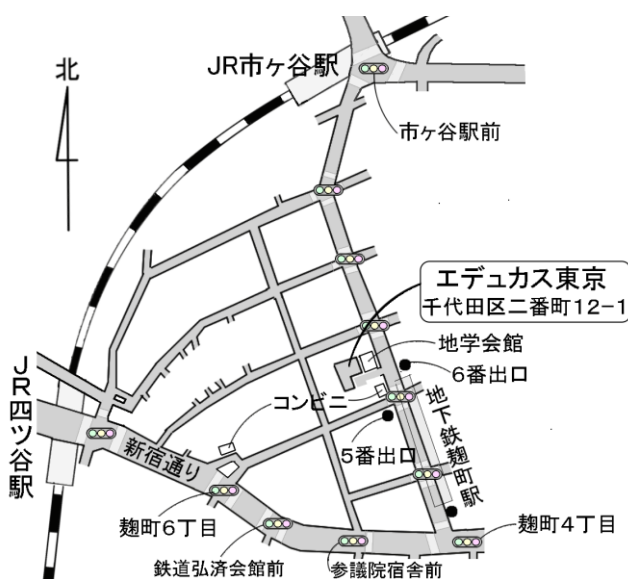 JR市ヶ谷駅
北
市ヶ谷駅前
エデュカス東京
千代田区二番町12-1
地学会館
6番出口
コンビニ
地下鉄麹町駅
5番出口
JR四ツ谷駅
新宿通り
麹町6丁目
麹町4丁目
鉄道弘済会館前
参議院宿舎前